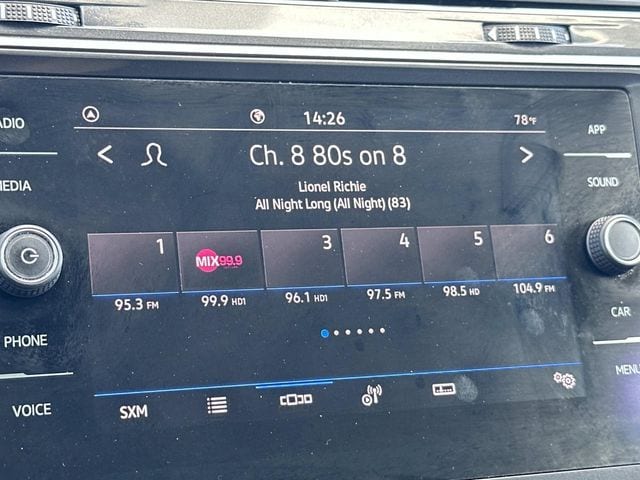 RADIO
14:26
78°F
APP
Ch. 8 80s on 8
Lionel Richie
All Night Long (All Night) (83)
MEDIA
SOUND
1
MIX 99.9
3
4
5
6
95.3 FM
99.9 HD1
96.1 HD1
97.5 FM
98.5 HD
104.9 FM
PHONE
CAR
MENU
VOICE
SXM